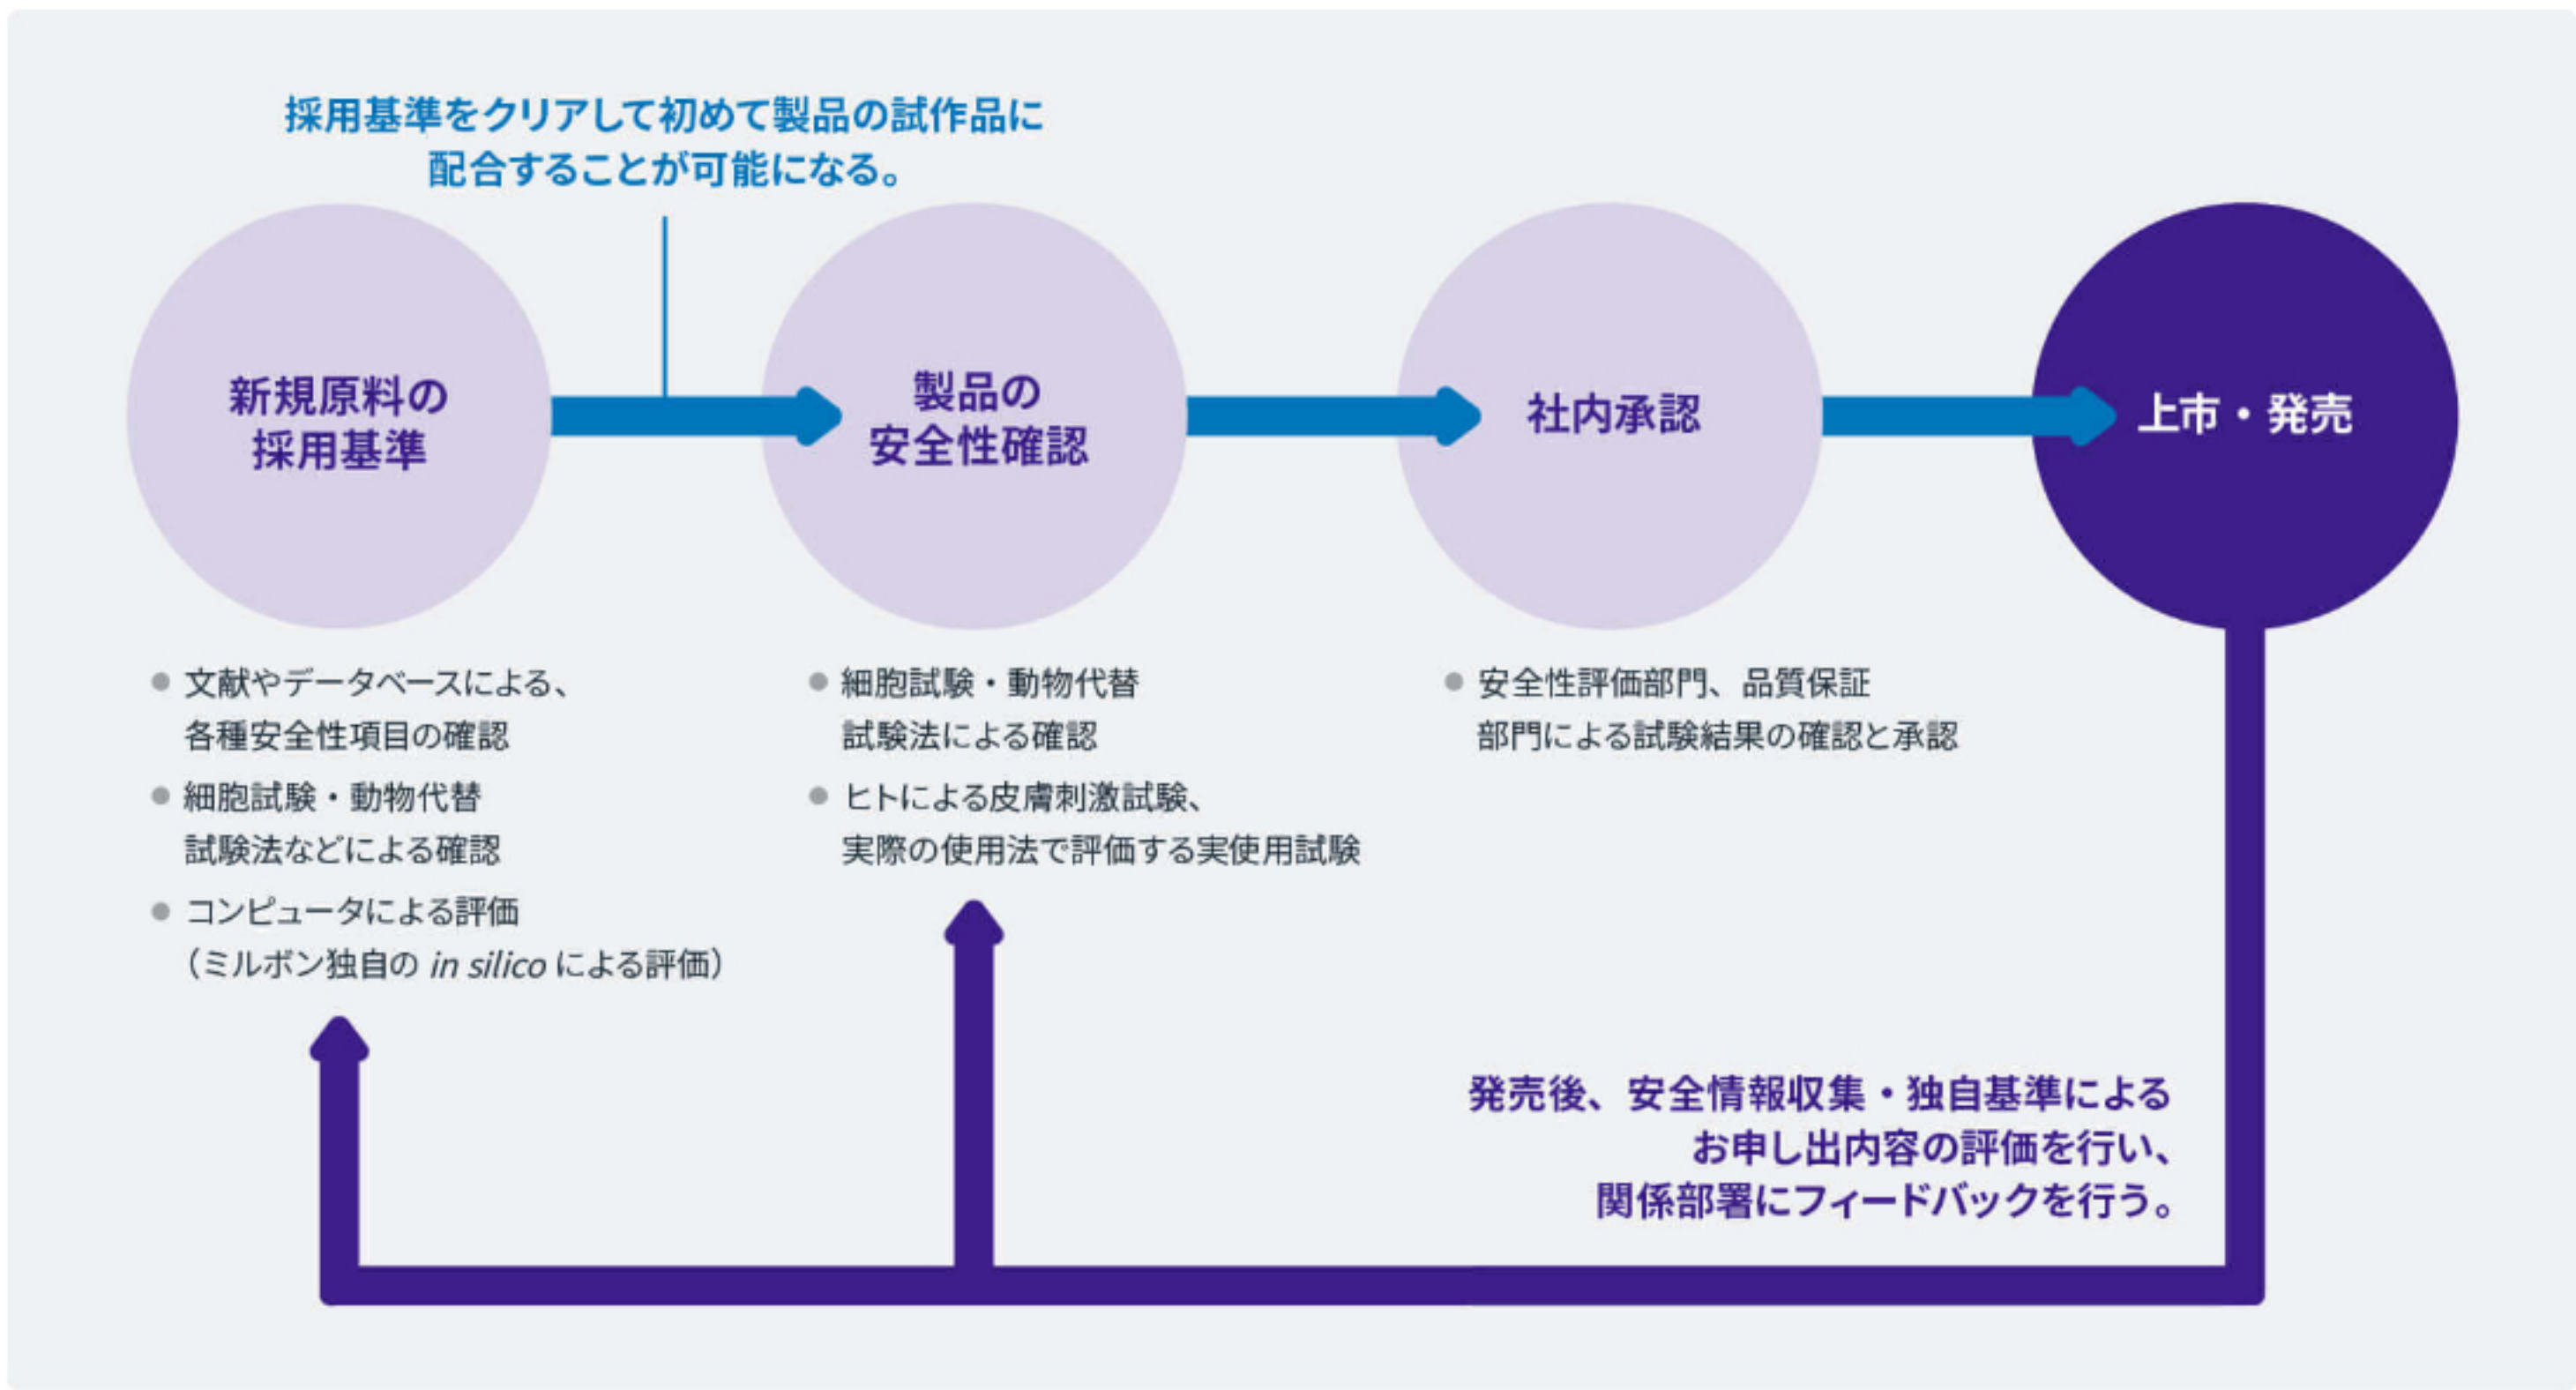 採用基準をクリアして初めて製品の試作品に
配合することが可能になる。
新規原料の
採用基準
製品の
安全性確認
社内承認
上市・発売
● 文献やデータベースによる、
各種安全性項目の確認
● 細胞試験・動物代替
試験法などによる確認
● コンピュータによる評価
（ミルボン独自の in silico による評価）
● 細胞試験・動物代替
試験法による確認
● ヒトによる皮膚刺激試験、
実際の使用法で評価する実使用試験
● 安全性評価部門、品質保証
部門による試験結果の確認と承認
発売後、安全情報収集・独自基準による
お申し出内容の評価を行い、
関係部署にフィードバックを行う。